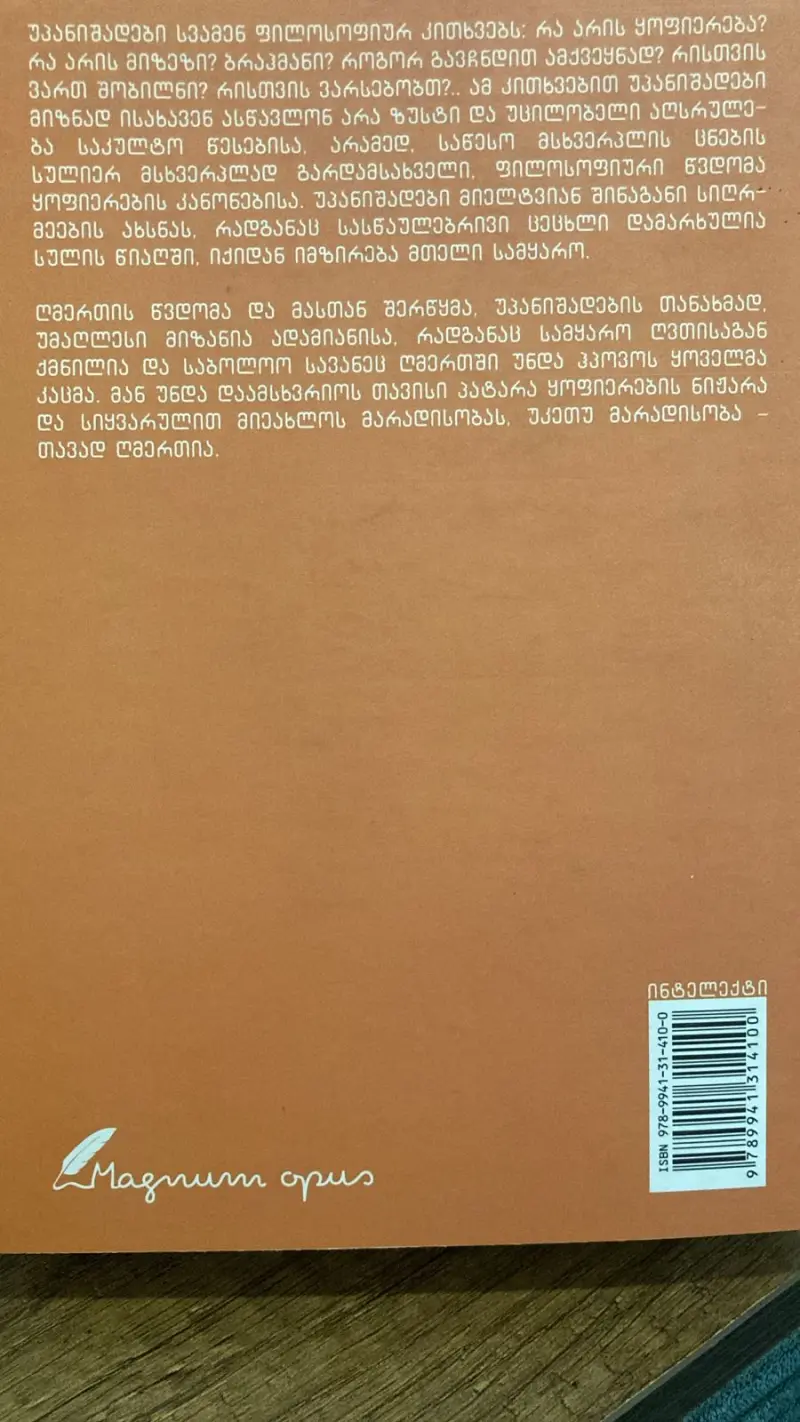 უპანიშადები სვამენ ფილოსოფიურ კითხვებს: რა არის ყოფიერება?
რა არის მიზეზი? ბრაჰმანი? როგორ გავჩნდით ამქვეყნად? რისთვის
ვართ შობილნი? რისთვის ვარსებობთ?.. ამ კითხვებით უპანიშადები
მიზნად ისახავენ ასწავლონ არა ზუსტი და უცილობელი აღსრულე-
ბა საკულტო წესებისა, არამედ, საწესო მსხვერპლის ცნების
სულიერ მსხვერპლად გარდამსახველი, ფილოსოფიური წვდომა
ყოფიერების კანონებისა. უპანიშადები მიელტვიან შინაგანი სიღრ-
მეების ახსნას, რადგანაც სასწაულებრივი ცეცხლი დამარხულია
სულის წიაღში, იქიდან იმზირება მთელი სამყარო.
ღმერთის წვდომა და მასთან შერწყმა, უპანიშადების თანახმად,
უმაღლესი მიზანია ადამიანისა, რადგანაც სამყარო ღვთისაგან
ქმნილია და საბოლოო სავანეც ღმერთში უნდა ჰპოვოს ყოველმა
კაცმა. მან უნდა დაამსხვრიოს თავისი პატარა ყოფიერების ნიჟარა
და სიყვარულით მიეახლოს მარადისობას, უკეთუ მარადისობა –
თავად ღმერთია.
ინტელექტი
ISBN 978-9941-31-410-0
9 789941 314100
Magnum opus